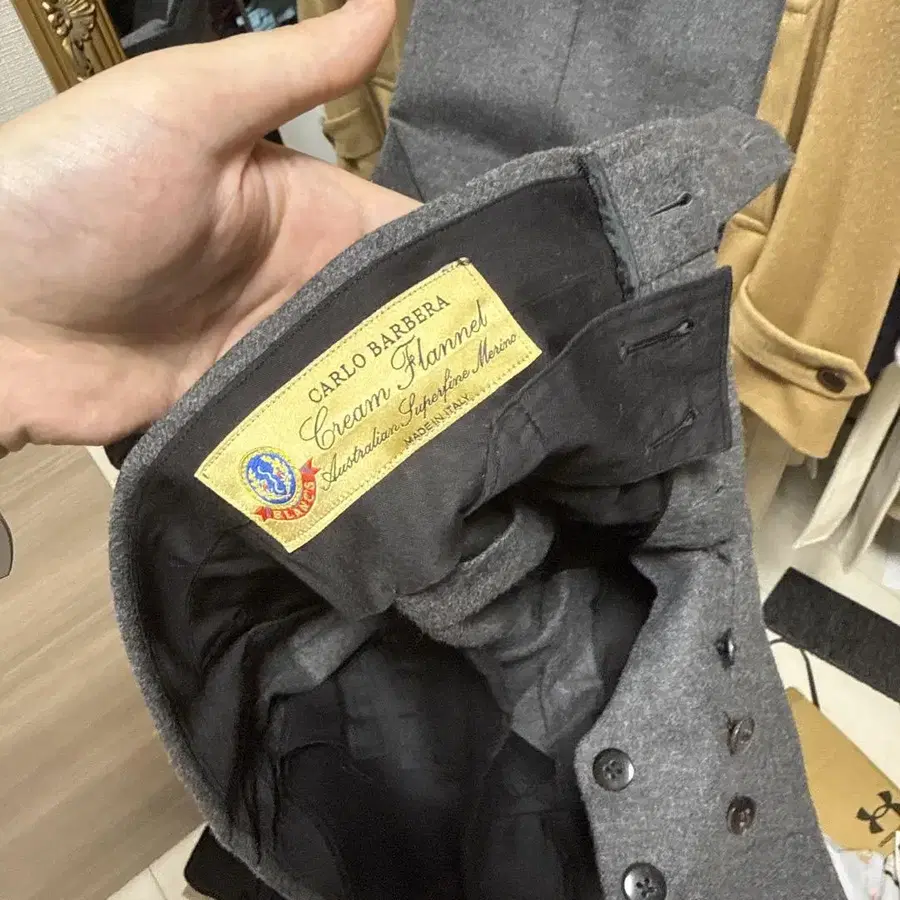 CARLO BARBERA
Cream Flannel
Australian Superfine Merino
MADE IN ITALY